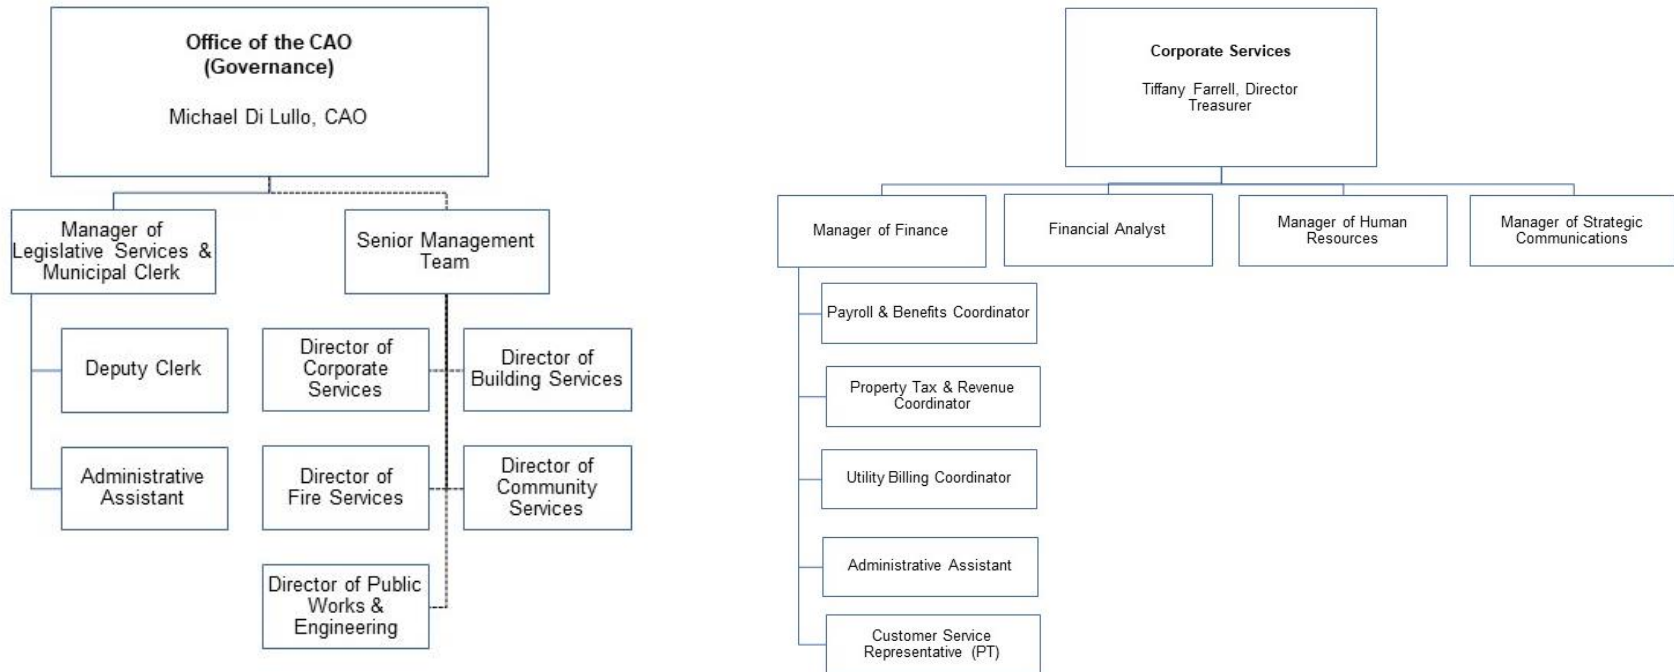 Office of the CAO
(Governance)
Michael Di Lullo, CAO
Manager of
Legislative Services &
Municipal Clerk
Senior Management
Team
Deputy Clerk
Director of
Corporate
Services
Director of
Building Services
Administrative
Assistant
Director of
Fire Services
Director of
Community
Services
Director of Public
Works &
Engineering
Corporate Services
Tiffany Farrell, Director
Treasurer
Manager of Finance
Financial Analyst
Manager of Human
Resources
Manager of Strategic
Communications
Payroll & Benefits Coordinator
Property Tax & Revenue
Coordinator
Utility Billing Coordinator
Administrative Assistant
Customer Service
Representative (PT)